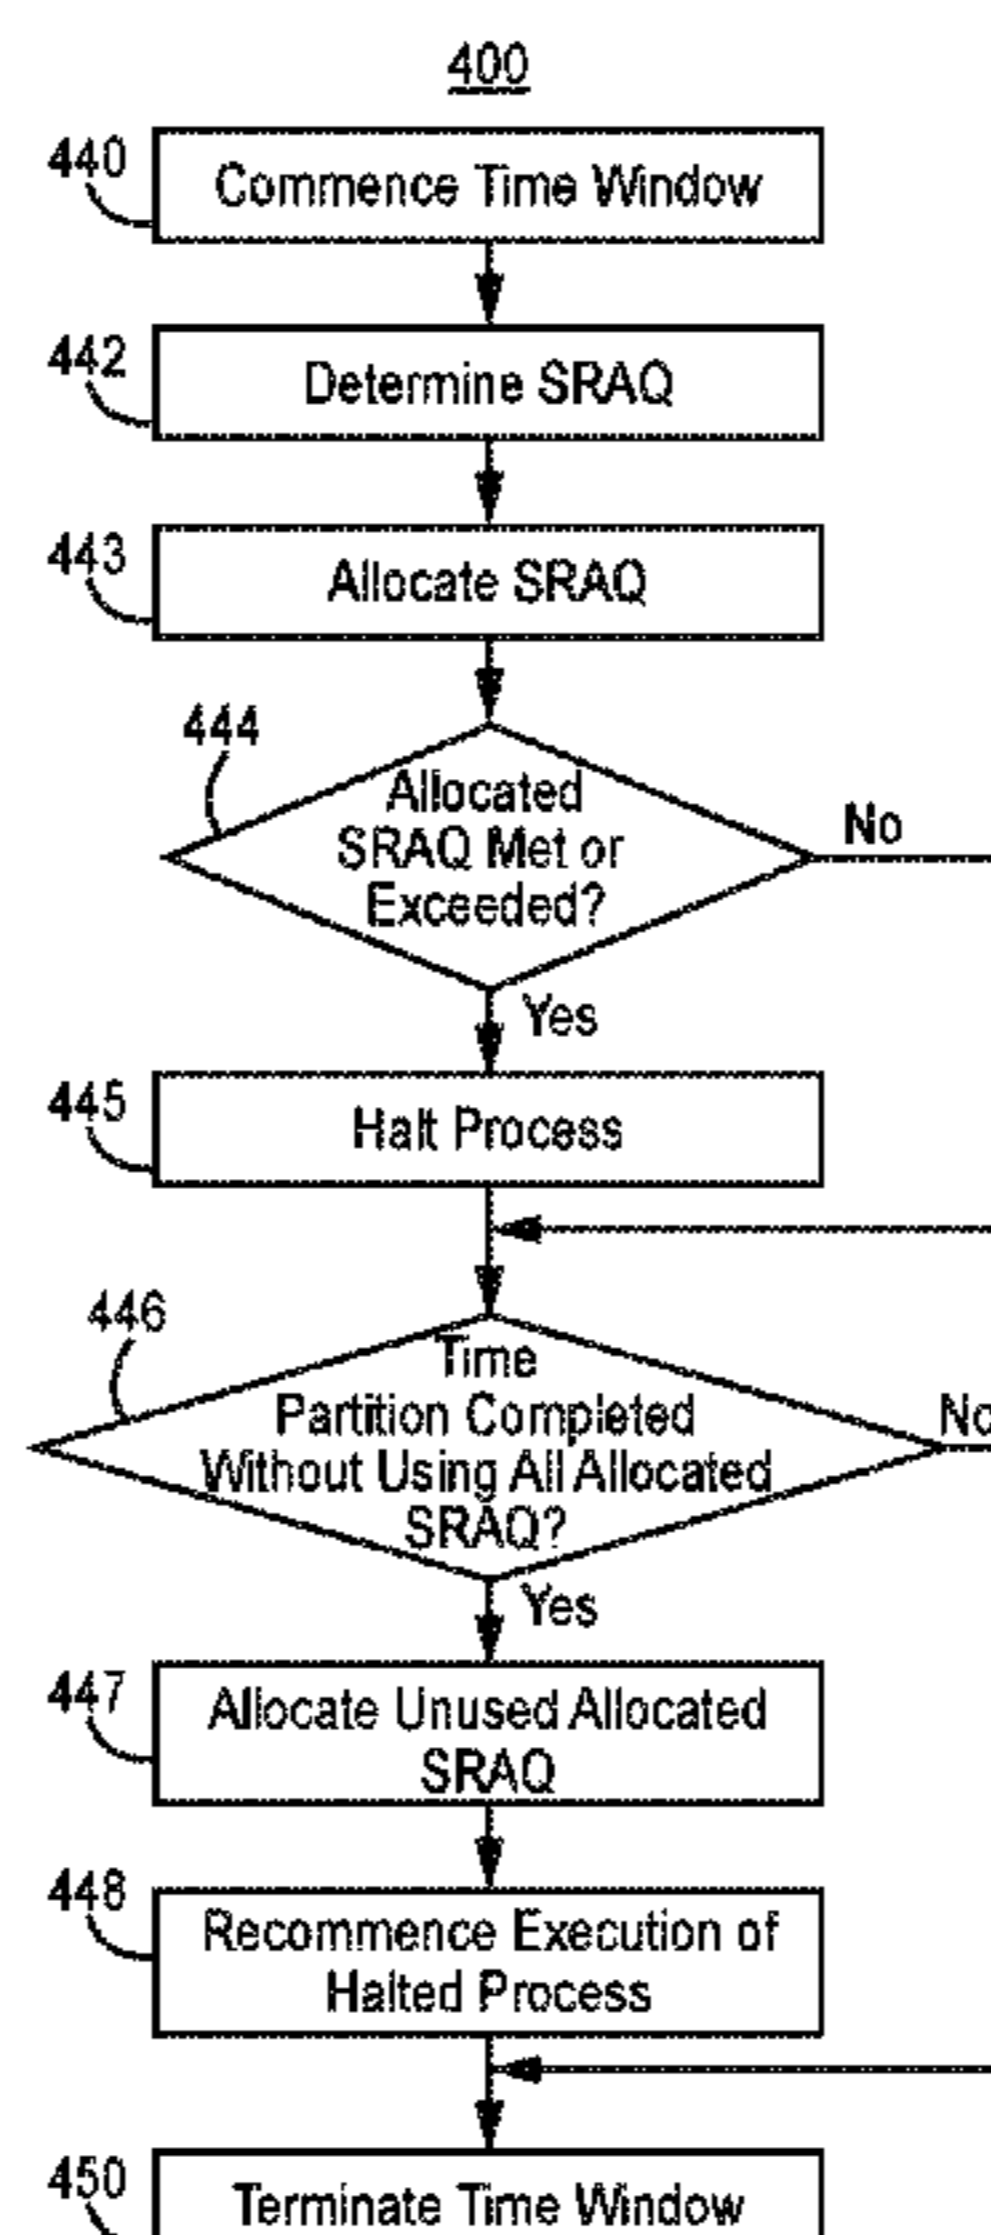 400
440
Commence Time Window
442
Determine SRAQ
443
Allocate SRAQ
444
Allocated
SRAQ Met or
Exceeded?
No
Yes
445
Halt Process
446
Time
Partition Completed
Without Using All Allocated
SRAQ?
No
Yes
447
Allocate Unused Allocated
SRAQ
448
Recommence Execution of
Halted Process
450
Terminate Time Window